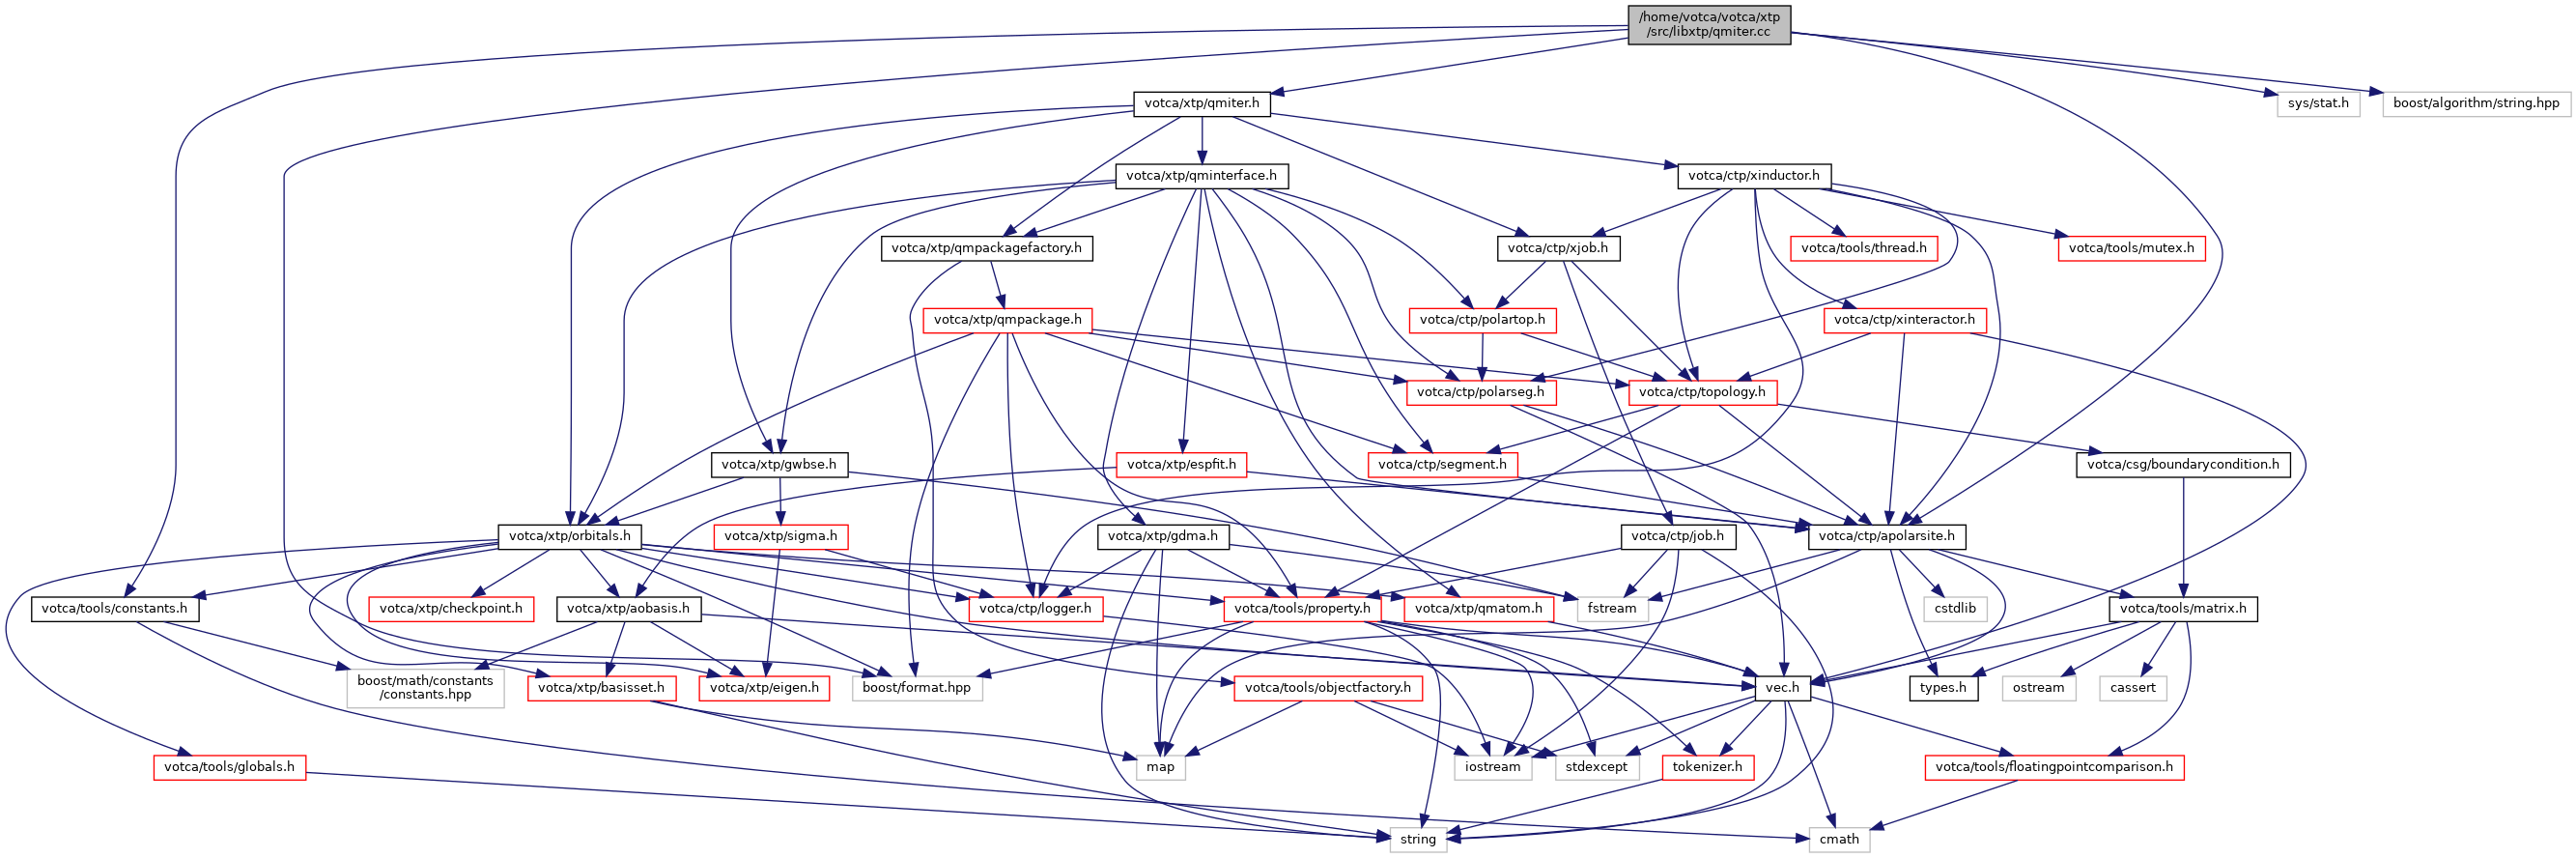 /home/votca/votca/xtp
/src/libxtp/qmiter.cc
votca/xtp/qmiter.h
sys/stat.h
boost/algorithm/string.hpp
votca/xtp/qminterface.h
votca/ctp/xinductor.h
votca/xtp/qmpackagefactory.h
votca/ctp/xjob.h
votca/tools/thread.h
votca/tools/mutex.h
votca/xtp/qmpackage.h
votca/ctp/polartop.h
votca/ctp/xinteractor.h
votca/ctp/polarseg.h
votca/ctp/topology.h
votca/xtp/gwbse.h
votca/xtp/espfit.h
votca/ctp/segment.h
votca/csg/boundarycondition.h
votca/xtp/orbitals.h
votca/xtp/sigma.h
votca/xtp/gdma.h
votca/ctp/job.h
votca/ctp/apolarsite.h
votca/tools/constants.h
votca/xtp/checkpoint.h
votca/xtp/aobasis.h
votca/ctp/logger.h
votca/tools/property.h
votca/xtp/qmatom.h
fstream
cstdlib
votca/tools/matrix.h
boost/math/constants
/constants.hpp
votca/xtp/basisset.h
votca/xtp/eigen.h
boost/format.hpp
votca/tools/objectfactory.h
vec.h
types.h
ostream
cassert
votca/tools/globals.h
map
iostream
stdexcept
tokenizer.h
votca/tools/floatingpointcomparison.h
string
cmath